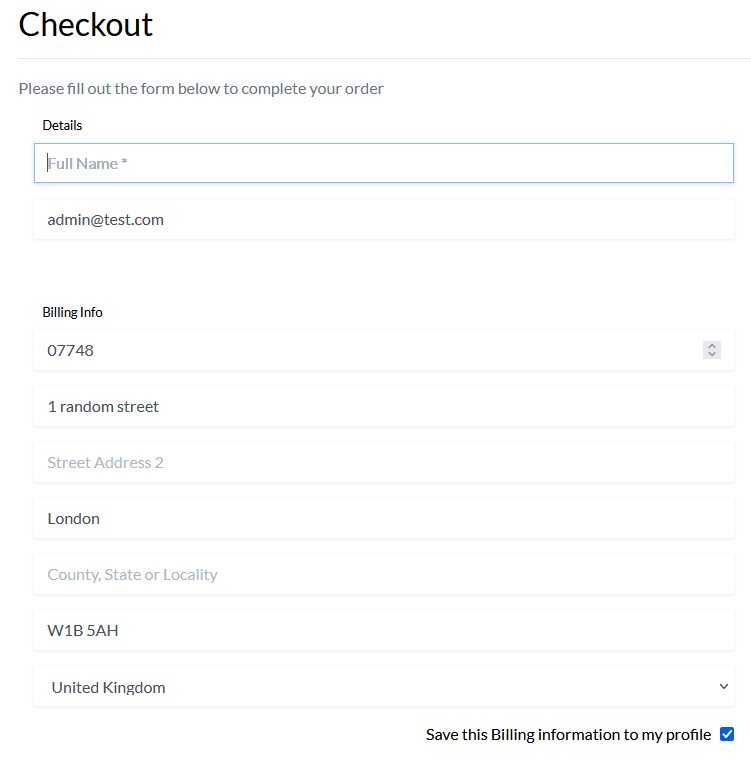 Checkout
Please fill out the form below to complete your order
Details
Full Name *
admin@test.com
Billing Info
07748
1 random street
Street Address 2
London
County, State or Locality
W1B 5AH
United Kingdom
Save this Billing information to my profile